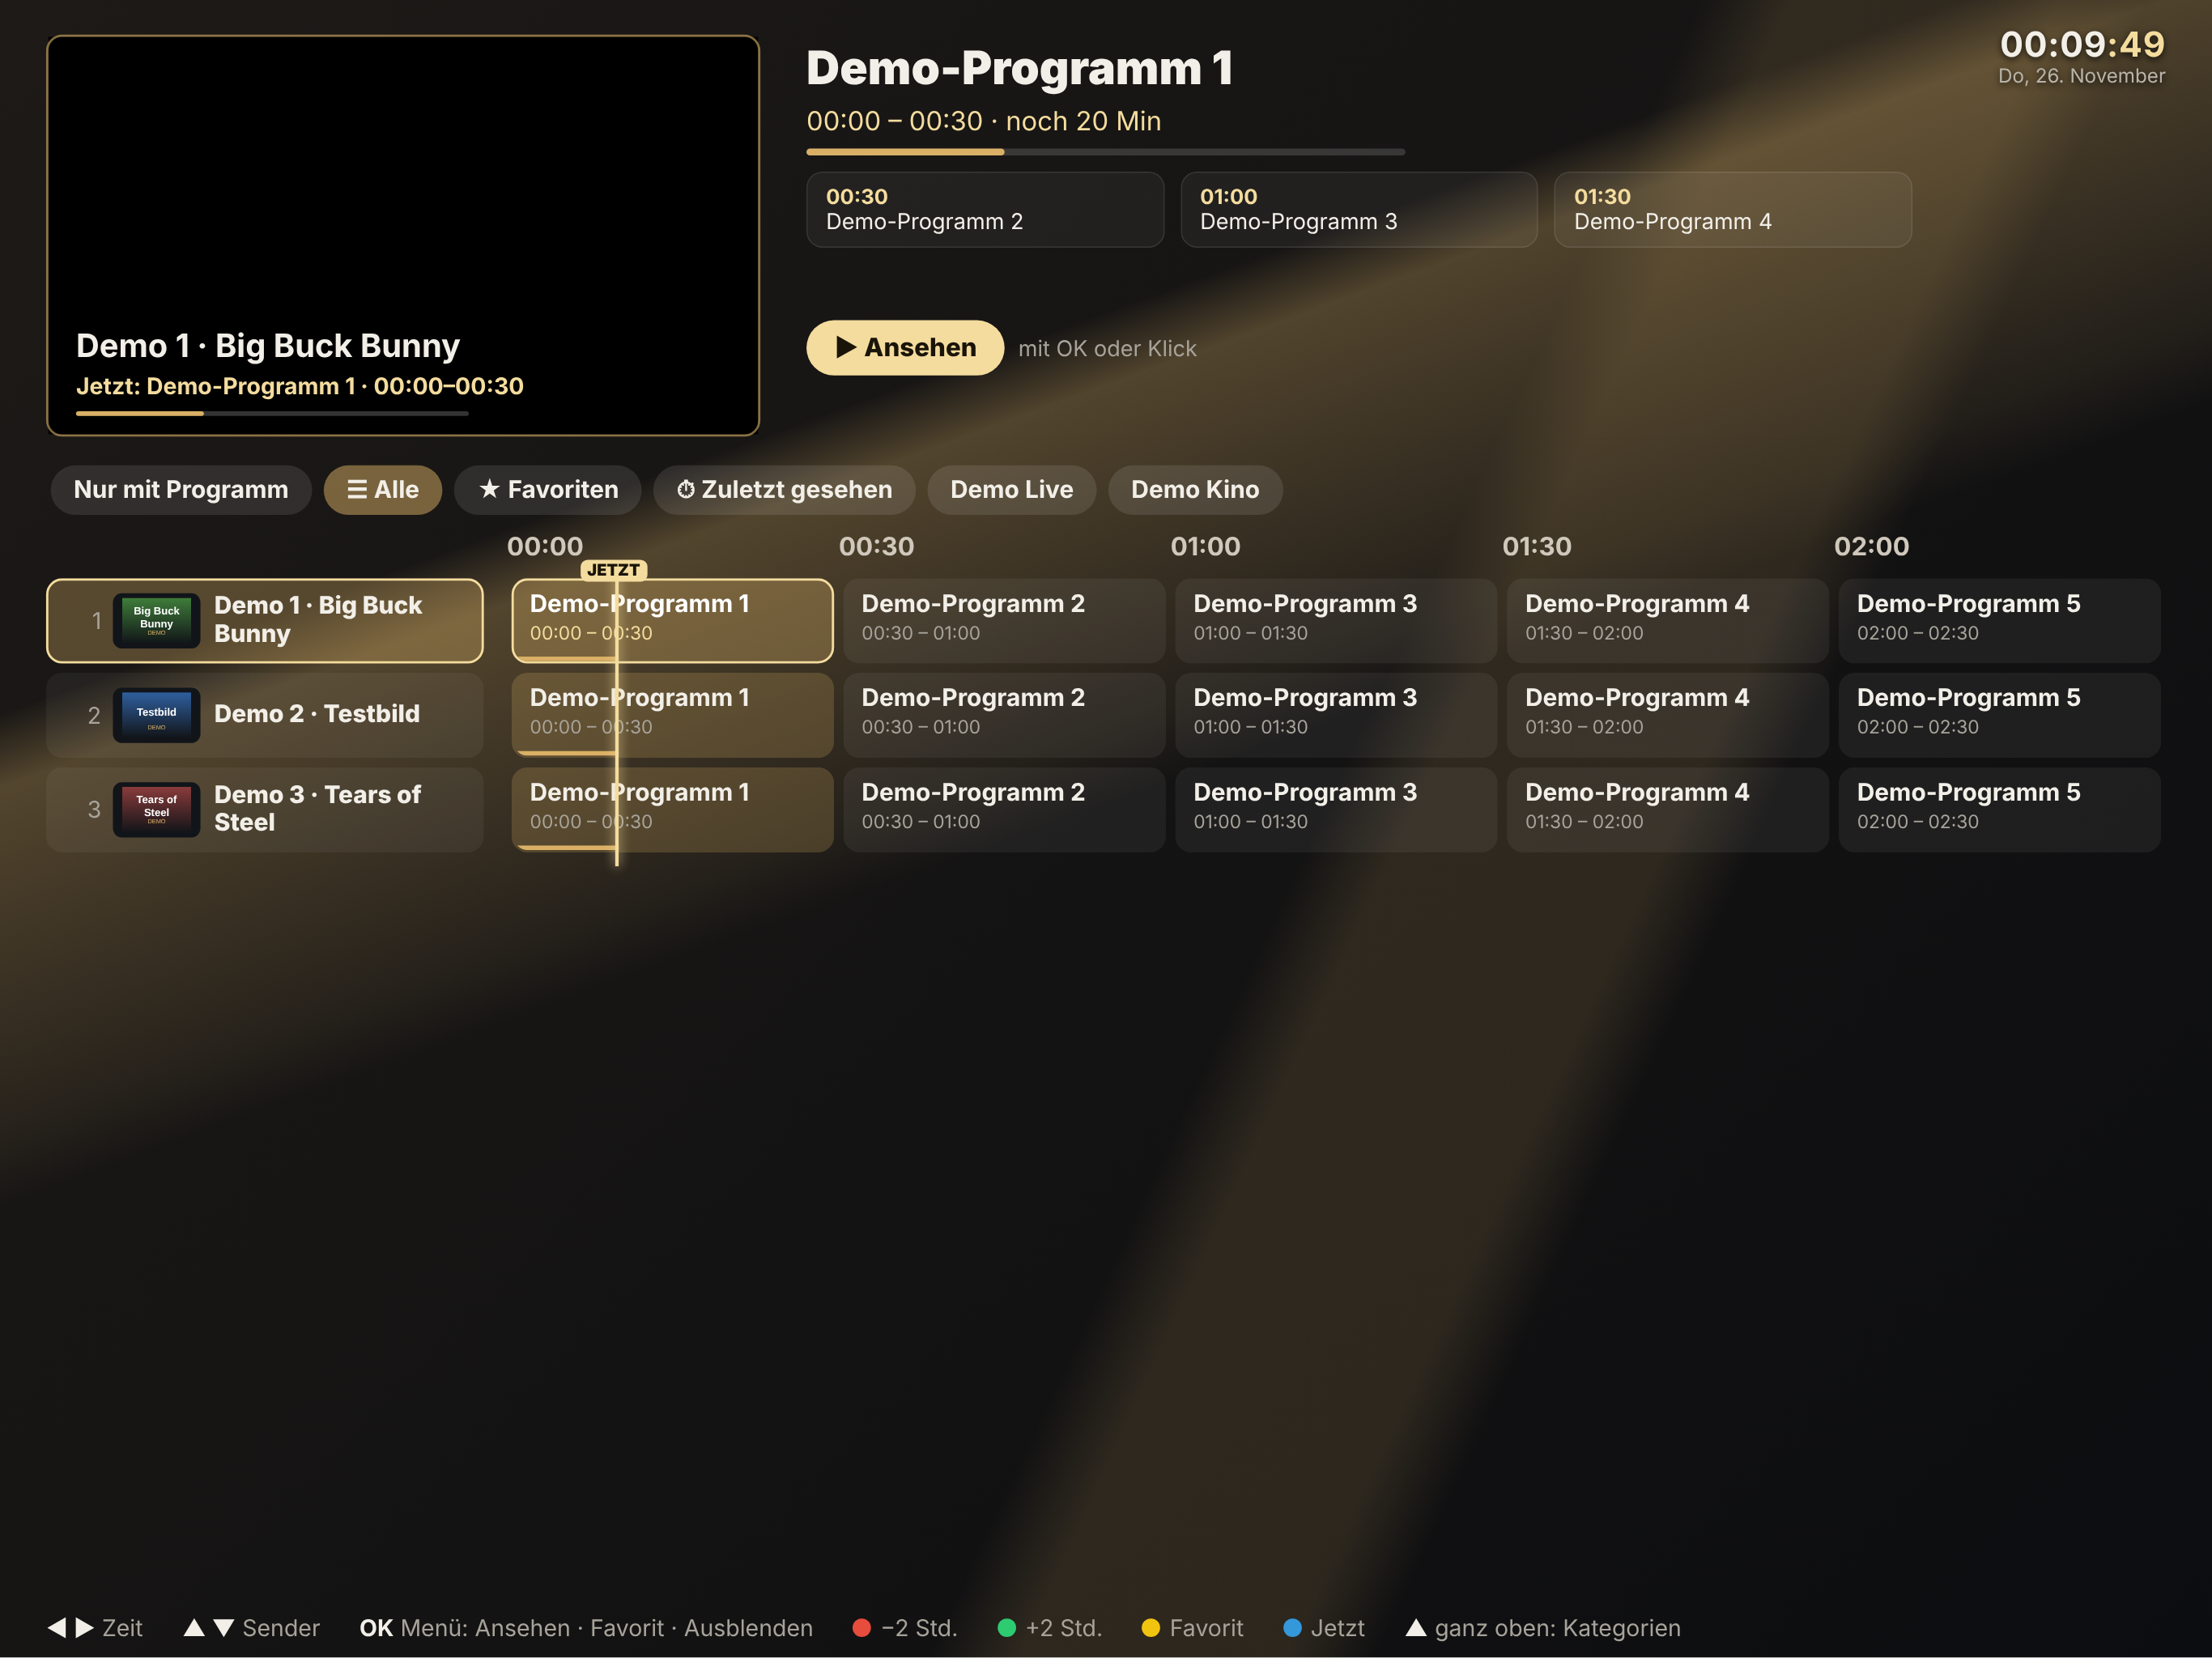 Demo-Programm 1
00:09:49
Do, 26. November
00:00 – 00:30 · noch 20 Min
00:30
Demo-Programm 2
01:00
Demo-Programm 3
01:30
Demo-Programm 4
▶ Ansehen
mit OK oder Klick
Demo 1 · Big Buck Bunny
Jetzt: Demo-Programm 1 · 00:00–00:30
Nur mit Programm
☰ Alle
★ Favoriten
⏱ Zuletzt gesehen
Demo Live
Demo Kino
00:00
00:30
01:00
01:30
02:00
JETZT
1
Big Buck
Bunny
DEMO
Demo 1 · Big Buck
Bunny
Demo-Programm 1
00:00 – 00:30
Demo-Programm 2
00:30 – 01:00
Demo-Programm 3
01:00 – 01:30
Demo-Programm 4
01:30 – 02:00
Demo-Programm 5
02:00 – 02:30
2
Testbild
DEMO
Demo 2 · Testbild
Demo-Programm 1
00:00 – 00:30
Demo-Programm 2
00:30 – 01:00
Demo-Programm 3
01:00 – 01:30
Demo-Programm 4
01:30 – 02:00
Demo-Programm 5
02:00 – 02:30
3
Tears of
Steel
DEMO
Demo 3 · Tears of
Steel
Demo-Programm 1
00:00 – 00:30
Demo-Programm 2
00:30 – 01:00
Demo-Programm 3
01:00 – 01:30
Demo-Programm 4
01:30 – 02:00
Demo-Programm 5
02:00 – 02:30
◀ ▶ Zeit
▲ ▼ Sender
OK Menü: Ansehen · Favorit · Ausblenden
−2 Std.
+2 Std.
Favorit
Jetzt
▲ ganz oben: Kategorien